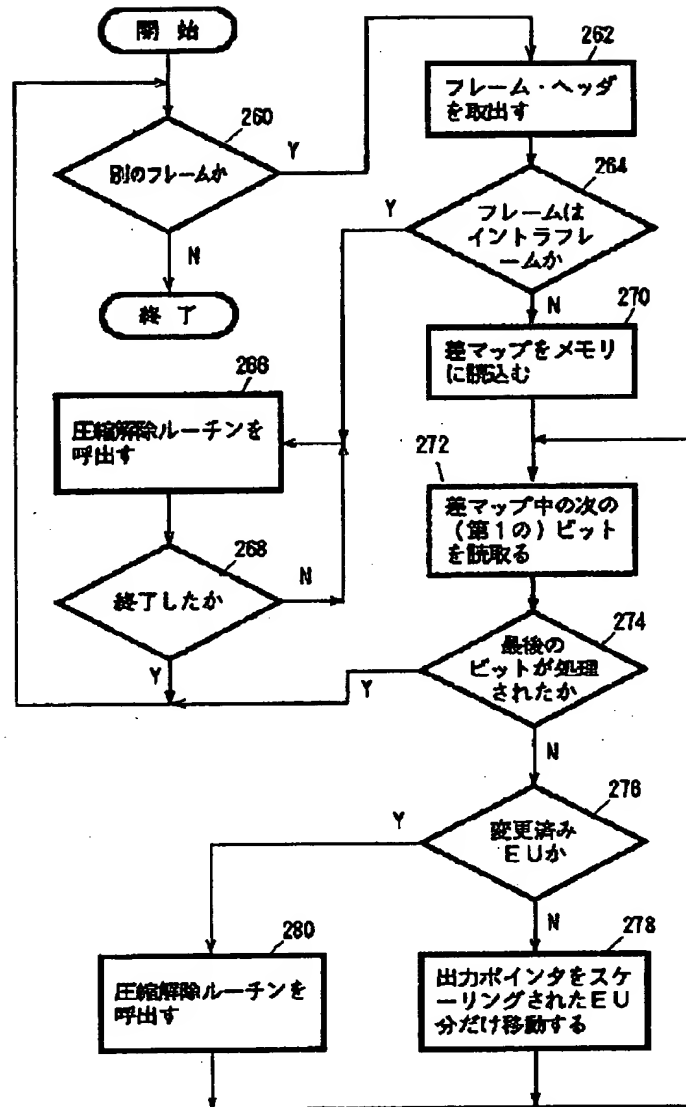 開始
260
別のフレームか
Y
N
終了
262
フレーム・ヘッダ
を取出す
264
フレームは
イントラフレ
ームか
Y
N
266
圧縮解除ルーチンを
呼出す
268
終了したか
N
Y
270
差マップをメモリ
に読込む
272
差マップ中の次の
(第1の)ビット
を読取る
274
最後の
ビットが処理
されたか
Y
N
276
変更済み
EUか
Y
N
280
圧縮解除ルーチンを
呼出す
278
出力ポインタをスケ
ーリングされたEU
分だけ移動する